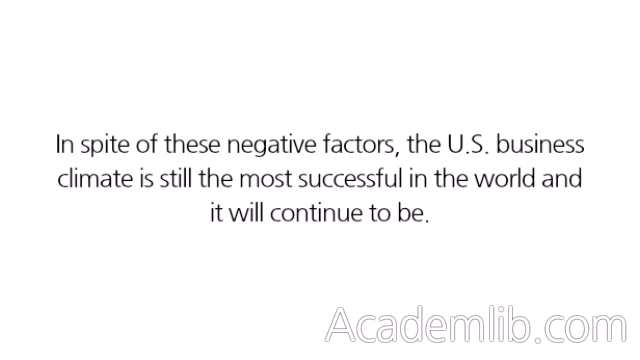 In spite of these negative factors, the U.S. business
climate is still the most successful in the world and
it will continue to be.
Academlib.com